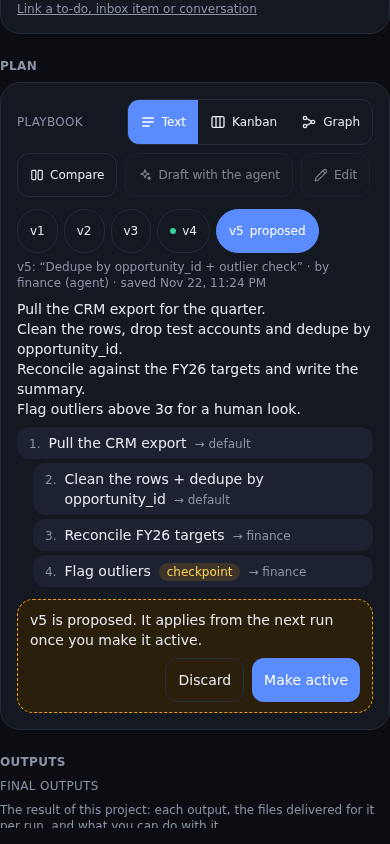 Link a to-do, inbox item or conversation
PLAN
PLAYBOOK
Text
Kanban
Graph
Compare
Draft with the agent
Edit
v1
v2
v3
v4
v5 proposed
v5: “Dedupe by opportunity_id + outlier check” · by
finance (agent) · saved Nov 22, 11:24 PM
Pull the CRM export for the quarter.
Clean the rows, drop test accounts and dedupe by
opportunity_id.
Reconcile against the FY26 targets and write the
summary.
Flag outliers above 3σ for a human look.
1. Pull the CRM export → default
2. Clean the rows + dedupe by
opportunity_id → default
3. Reconcile FY26 targets → finance
4. Flag outliers checkpoint → finance
v5 is proposed. It applies from the next run
once you make it active.
Discard
Make active
OUTPUTS
FINAL OUTPUTS
The result of this project: each output, the files delivered for it
per run, and what you can do with it